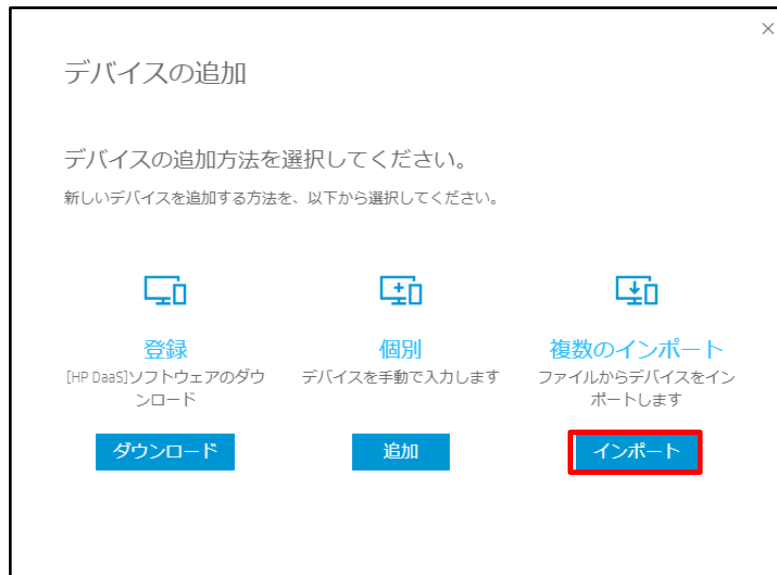 ×
デバイスの追加
デバイスの追加方法を選択してください。
新しいデバイスを追加する方法を、以下から選択してください。
登録
[HP DaaS]ソフトウェアのダウ
ンロード
ダウンロード
個別
デバイスを手動で入力します
追加
複数のインポート
ファイルからデバイスをイン
ポートします
インポート